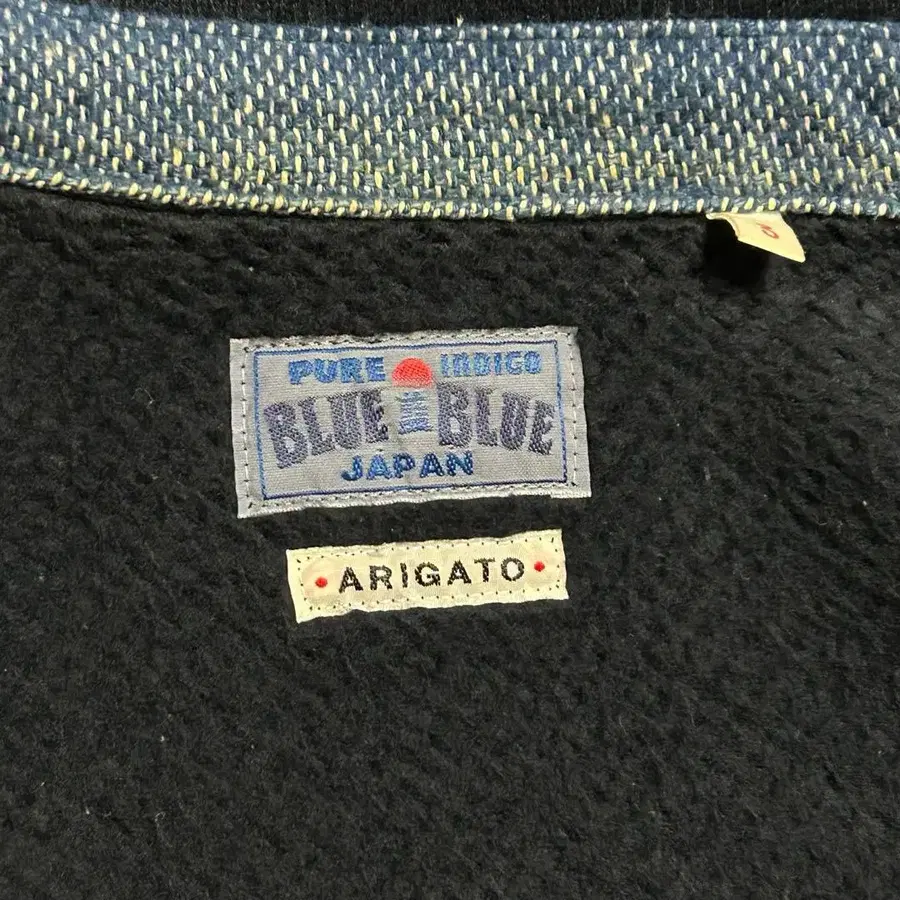 PURE INDIGO
BLUE BLUE
JAPAN
• ARIGATO •